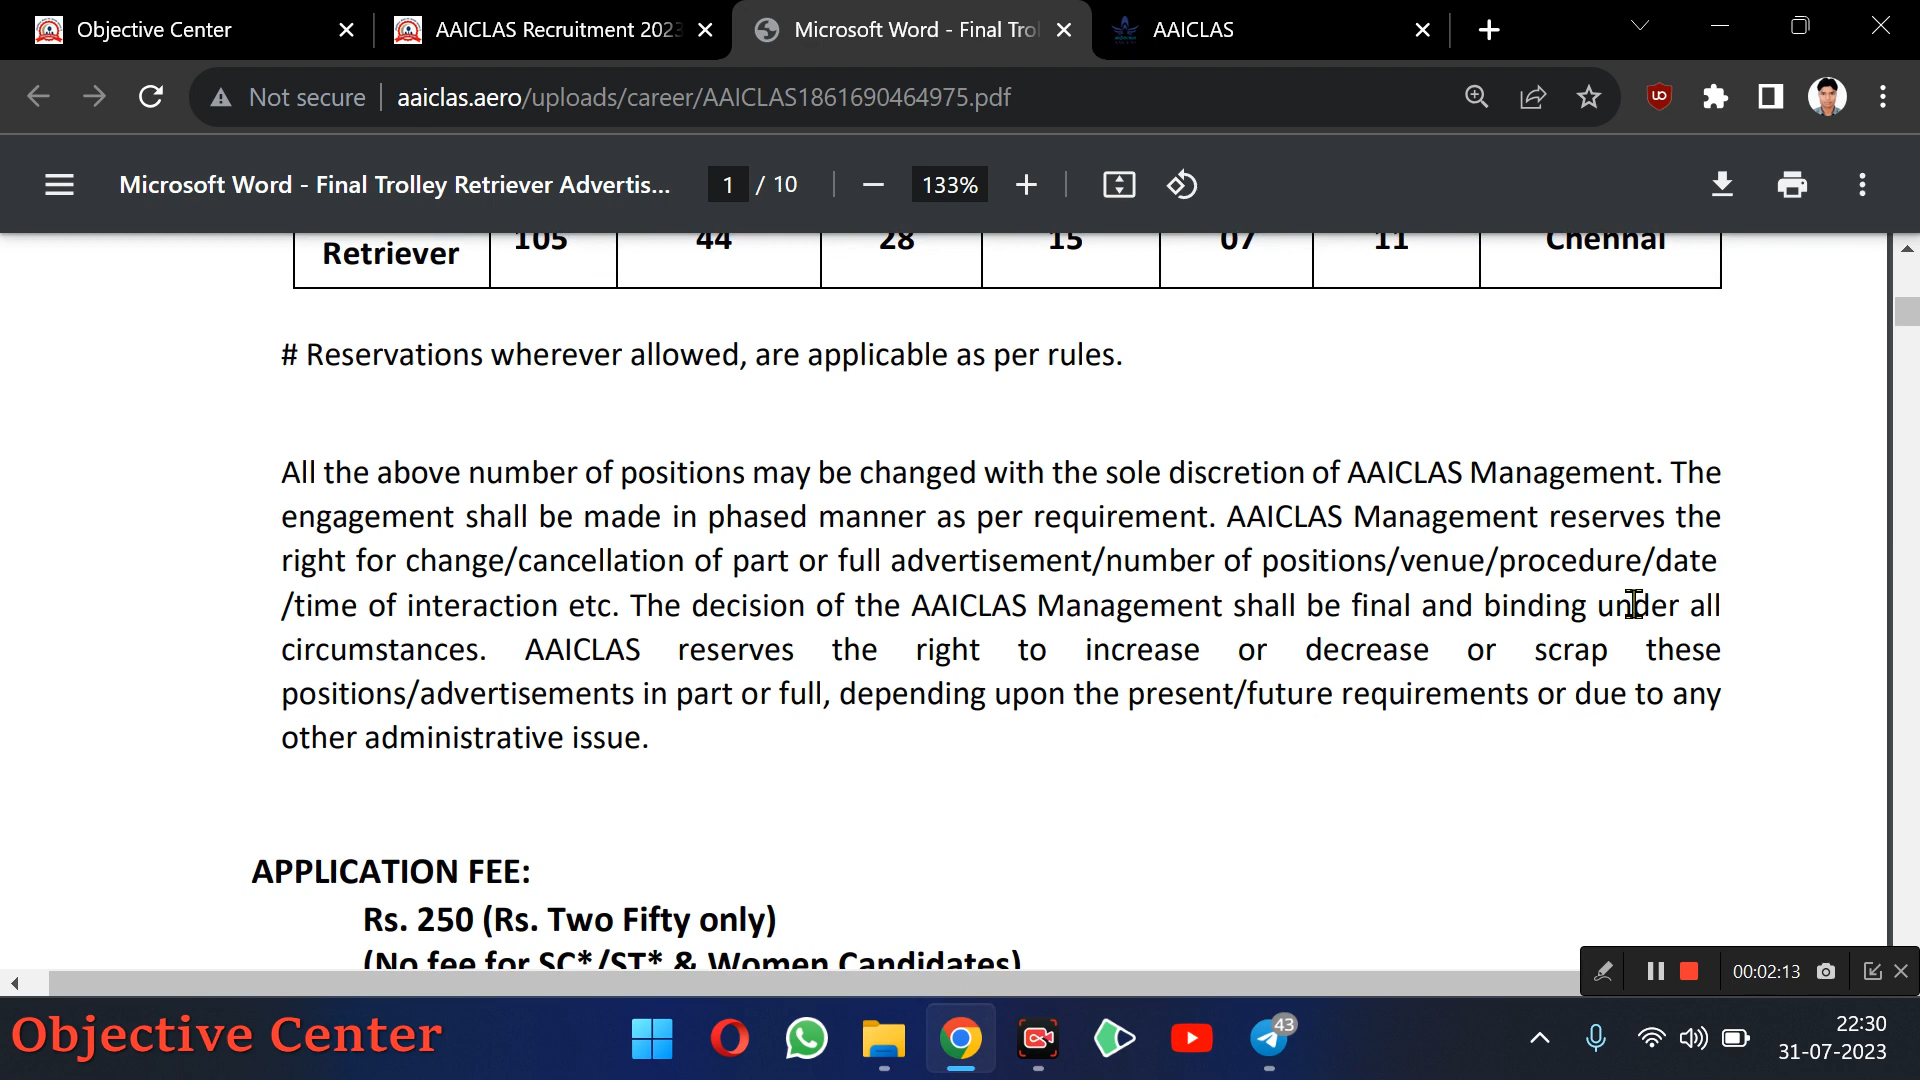 Objective Center
AAICLAS Recruitment 2023
Microsoft Word - Final Trol
AAICLAS
Not secure
aaiclas.aero/uploads/career/AAICLAS1861690464975.pdf
Microsoft Word - Final Trolley Retriever Advertis...
1 / 10
133%
Retriever 105 44 28 15 07 11 Chennai
# Reservations wherever allowed, are applicable as per rules.
All the above number of positions may be changed with the sole discretion of AAICLAS Management. The
engagement shall be made in phased manner as per requirement. AAICLAS Management reserves the
right for change/cancellation of part or full advertisement/number of positions/venue/procedure/date
/time of interaction etc. The decision of the AAICLAS Management shall be final and binding under all
circumstances. AAICLAS reserves the right to increase or decrease or scrap these
positions/advertisements in part or full, depending upon the present/future requirements or due to any
other administrative issue.
APPLICATION FEE:
Rs. 250 (Rs. Two Fifty only)
(No fee for SC*/ST* & Women Candidates)
00:02:13
Objective Center
43
22:30
31-07-2023